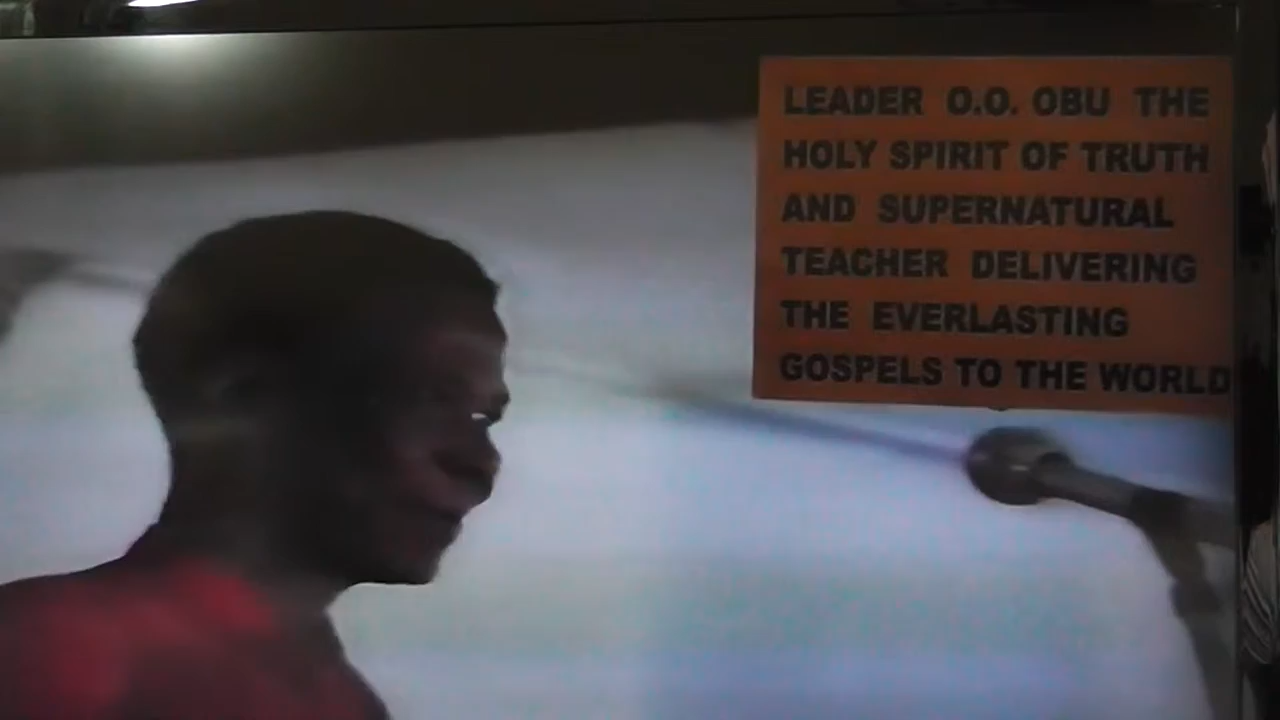 LEADER O.O. OBU THE
HOLY SPIRIT OF TRUTH
AND SUPERNATURAL
TEACHER DELIVERING
THE EVERLASTING
GOSPELS TO THE WORLD